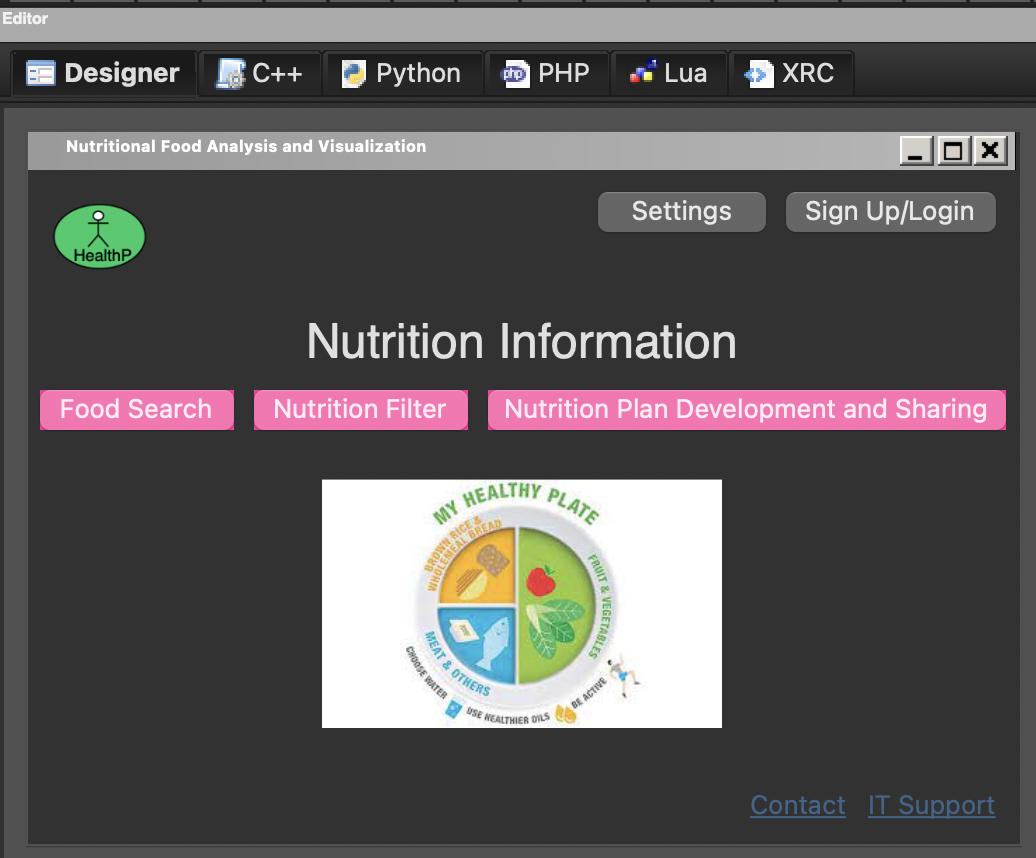 Editor
Designer C++ Python PHP Lua XRC
Nutritional Food Analysis and Visualization
Settings Sign Up/Login
HealthP
Nutrition Information
Food Search Nutrition Filter Nutrition Plan Development and Sharing
MY HEALTHY PLATE
BROWN RICE &
WHOLEMEAL BREAD
FRUIT & VEGETABLES
MEAT & OTHERS
CHOOSE WATER
USE HEALTHIER OILS
BE ACTIVE
Contact IT Support